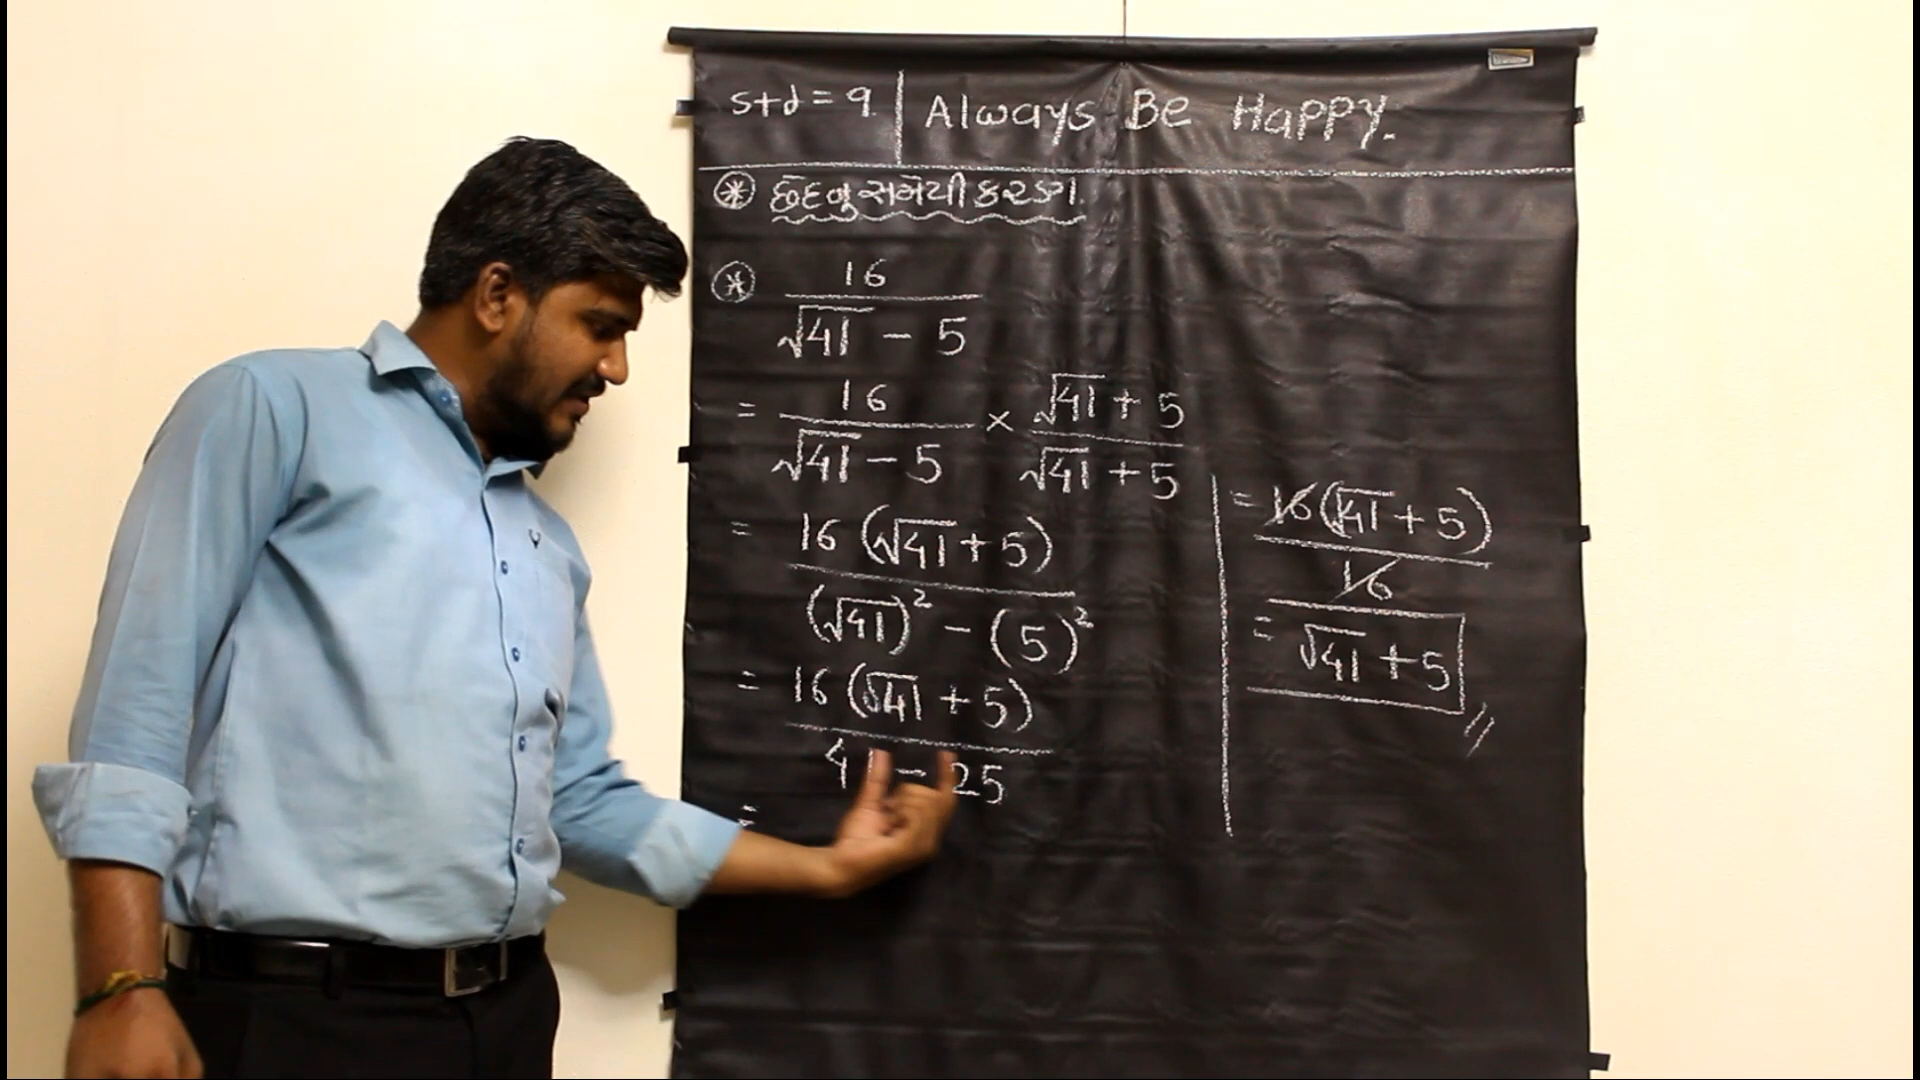 std = 9.
Always Be Happy.
* છેદનું સંમેયીકરણ.
* 16
√41 - 5
= 16 × √41 + 5
√41 - 5 √41 + 5
= 16 (√41 + 5)
(√41)² - (5)²
= 16 (√41 + 5)
41 - 25
=
= 16 (√41 + 5)
16
= √41 + 5 //